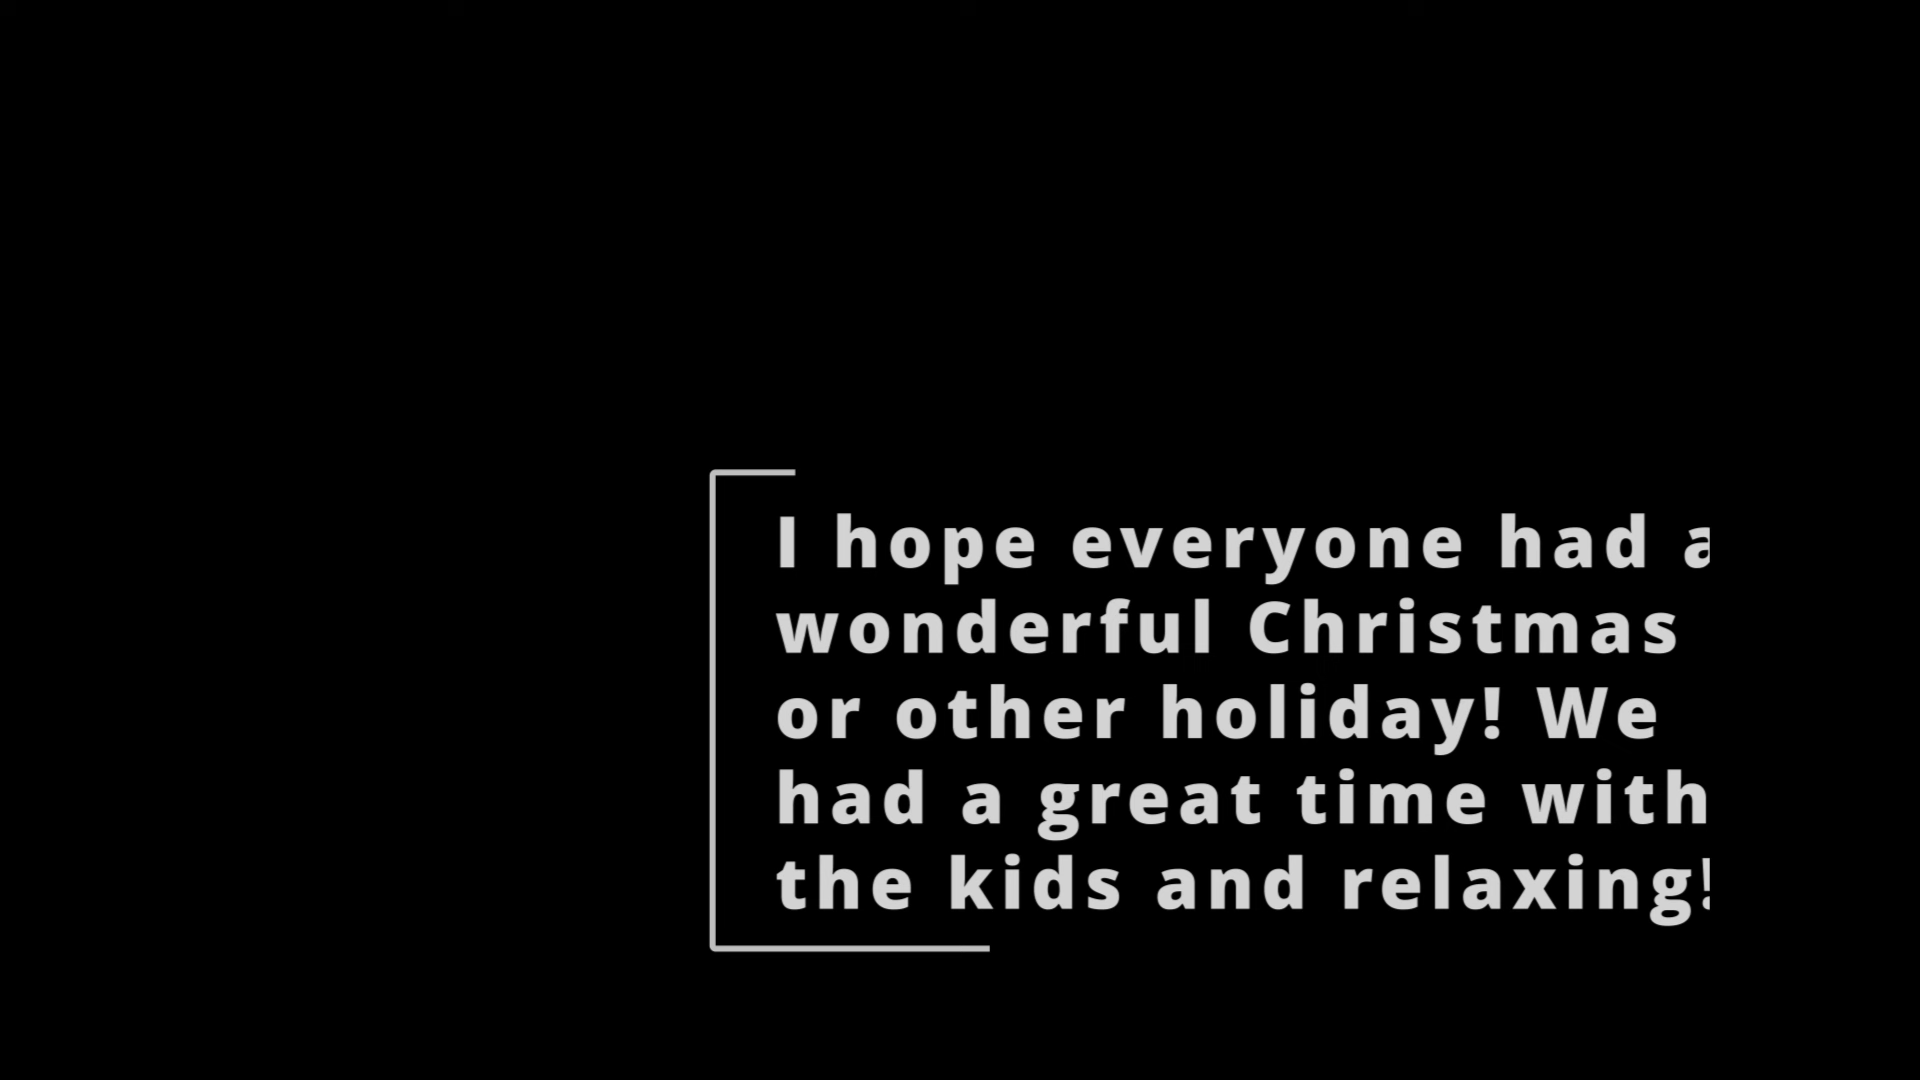 I hope everyone had a
wonderful Christmas
or other holiday! We
had a great time with
the kids and relaxing!